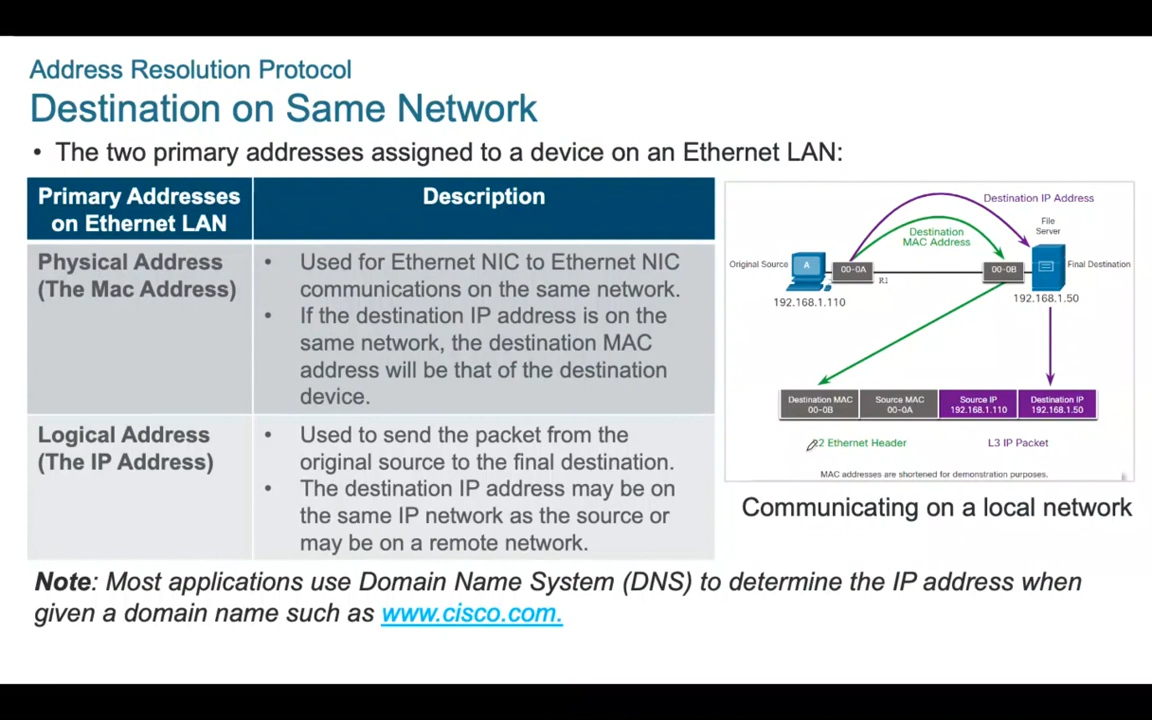 Address Resolution Protocol
Destination on Same Network
• The two primary addresses assigned to a device on an Ethernet LAN:
Primary Addresses
on Ethernet LAN
Description
Physical Address
(The Mac Address)
• Used for Ethernet NIC to Ethernet NIC
communications on the same network.
• If the destination IP address is on the
same network, the destination MAC
address will be that of the destination
device.
Logical Address
(The IP Address)
• Used to send the packet from the
original source to the final destination.
• The destination IP address may be on
the same IP network as the source or
may be on a remote network.
Destination IP Address
File
Server
Destination
MAC Address
Original Source
A
00-0A
R1
00-0B
Final Destination
192.168.1.110
192.168.1.50
Destination MAC
00-0B
Source MAC
00-0A
Source IP
192.168.1.110
Destination IP
192.168.1.50
2 Ethernet Header
L3 IP Packet
MAC addresses are shortened for demonstration purposes.
Communicating on a local network
Note: Most applications use Domain Name System (DNS) to determine the IP address when
given a domain name such as www.cisco.com.